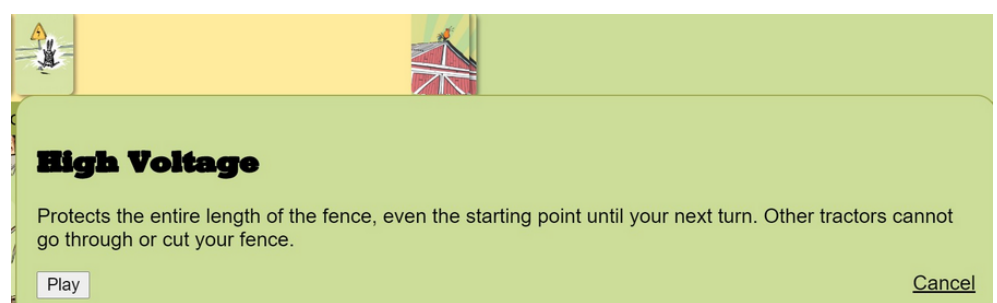 High Voltage
Protects the entire length of the fence, even the starting point until your next turn. Other tractors cannot
go through or cut your fence.
Play
Cancel